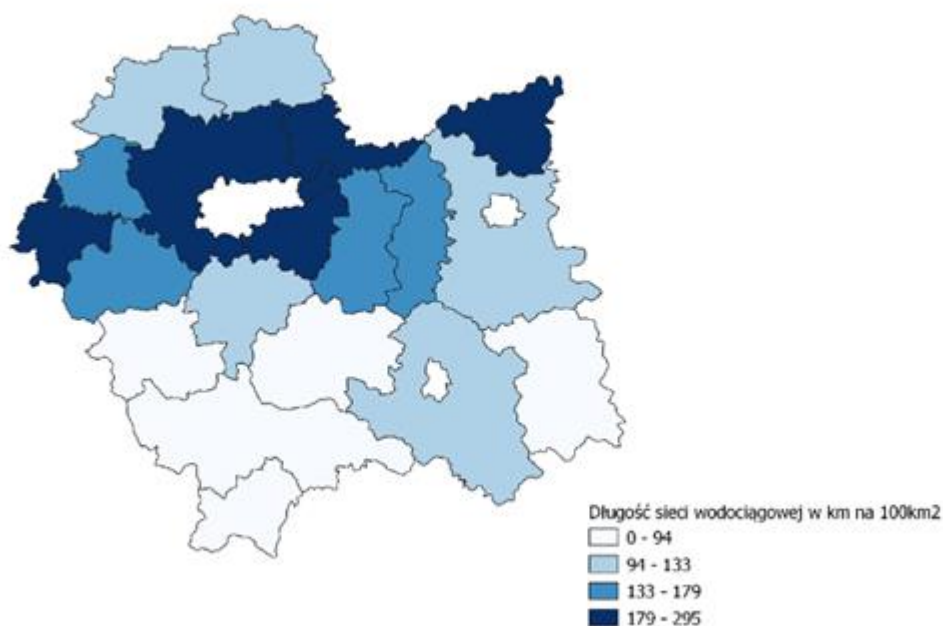 Długość sieci wodociągowej w km na 100km2
0 - 94
94 - 133
133 - 179
179 - 295